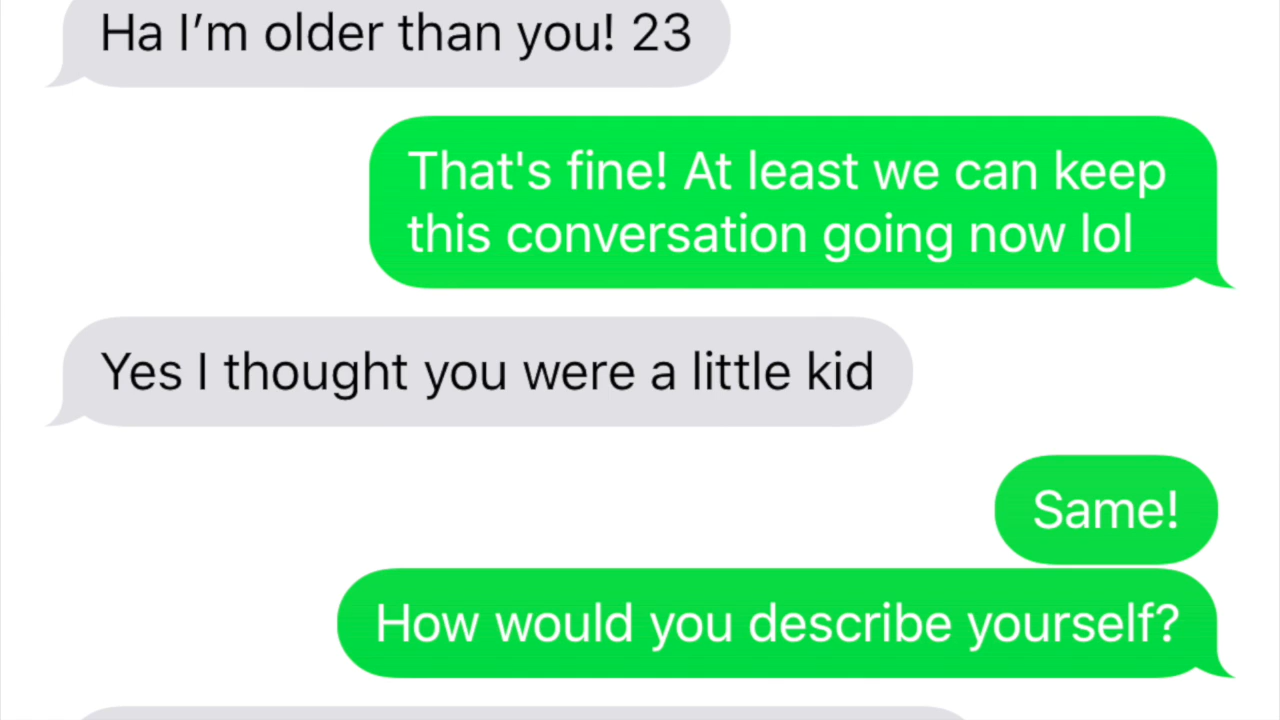 Ha I’m older than you! 23
That's fine! At least we can keep
this conversation going now lol
Yes I thought you were a little kid
Same!
How would you describe yourself?